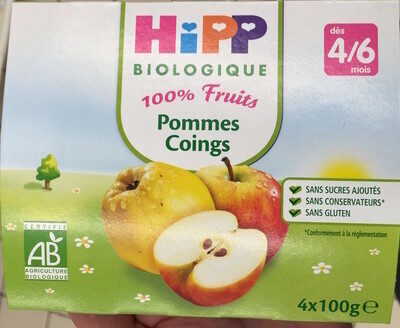 HiPP
BIOLOGIQUE
100% Fruits
Pommes
Coings
dès
4/6
mois
SANS SUCRES AJOUTÉS
SANS CONSERVATEURS*
SANS GLUTEN
*Conformément à la réglementation
CERTIFIÉ
AB
AGRICULTURE
BIOLOGIQUE
4x100g e